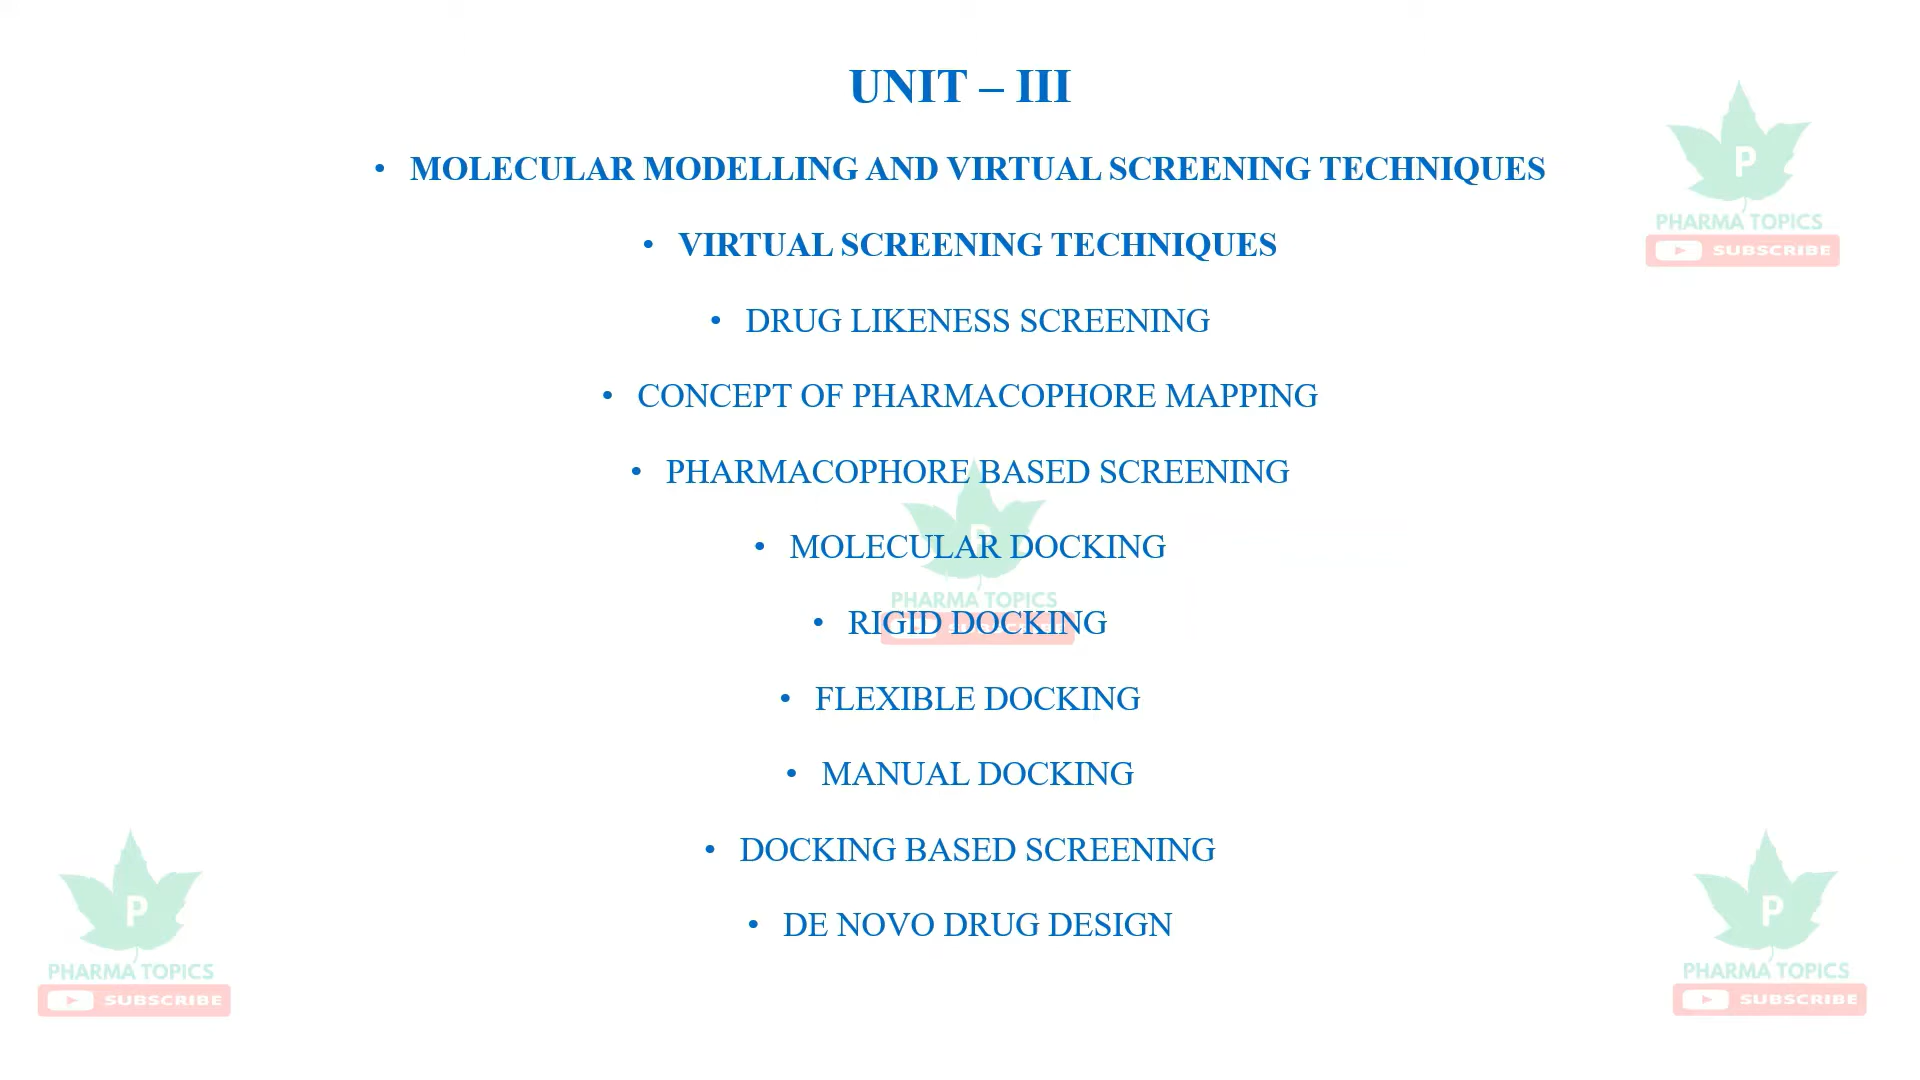 UNIT – III
• MOLECULAR MODELLING AND VIRTUAL SCREENING TECHNIQUES
P
PHARMA TOPICS
SUBSCRIBE
• VIRTUAL SCREENING TECHNIQUES
• DRUG LIKENESS SCREENING
• CONCEPT OF PHARMACOPHORE MAPPING
• PHARMACOPHORE BASED SCREENING
P
• MOLECULAR DOCKING
PHARMA TOPICS
• RIGID DOCKING
• FLEXIBLE DOCKING
• MANUAL DOCKING
• DOCKING BASED SCREENING
• DE NOVO DRUG DESIGN
P
PHARMA TOPICS
SUBSCRIBE
P
PHARMA TOPICS
SUBSCRIBE